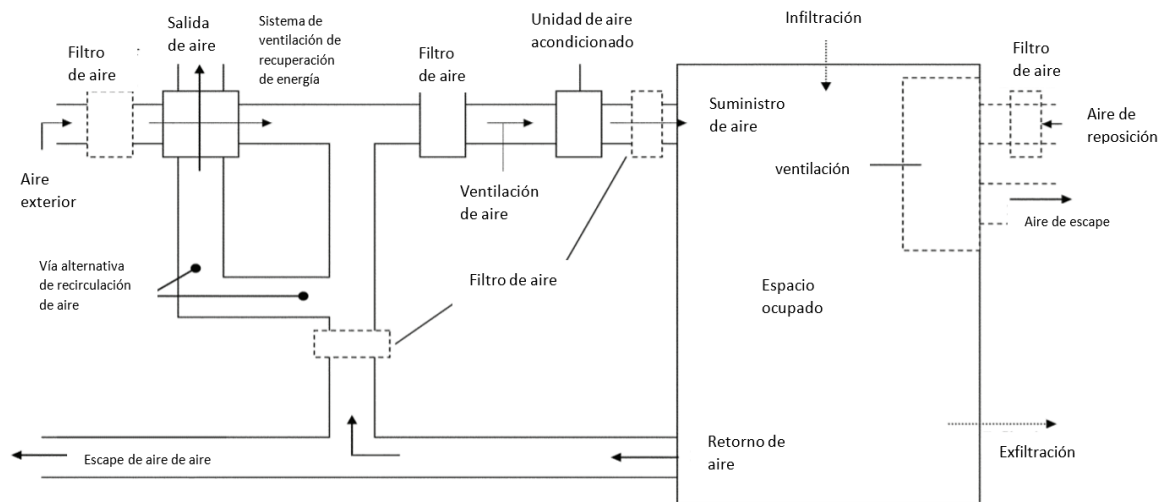 Filtro
de aire
Salida
de aire
Sistema de
ventilación de
recuperación
de energía
Filtro
de aire
Unidad de aire
acondicionado
Infiltración
Filtro
de aire
Suministro
de aire
Aire de
reposición
ventilación
Aire
exterior
Ventilación
de aire
Aire de escape
Vía alternativa
de recirculación
de aire
Filtro de aire
Espacio
ocupado
Retorno de
aire
Escape de aire de aire
Exfiltración